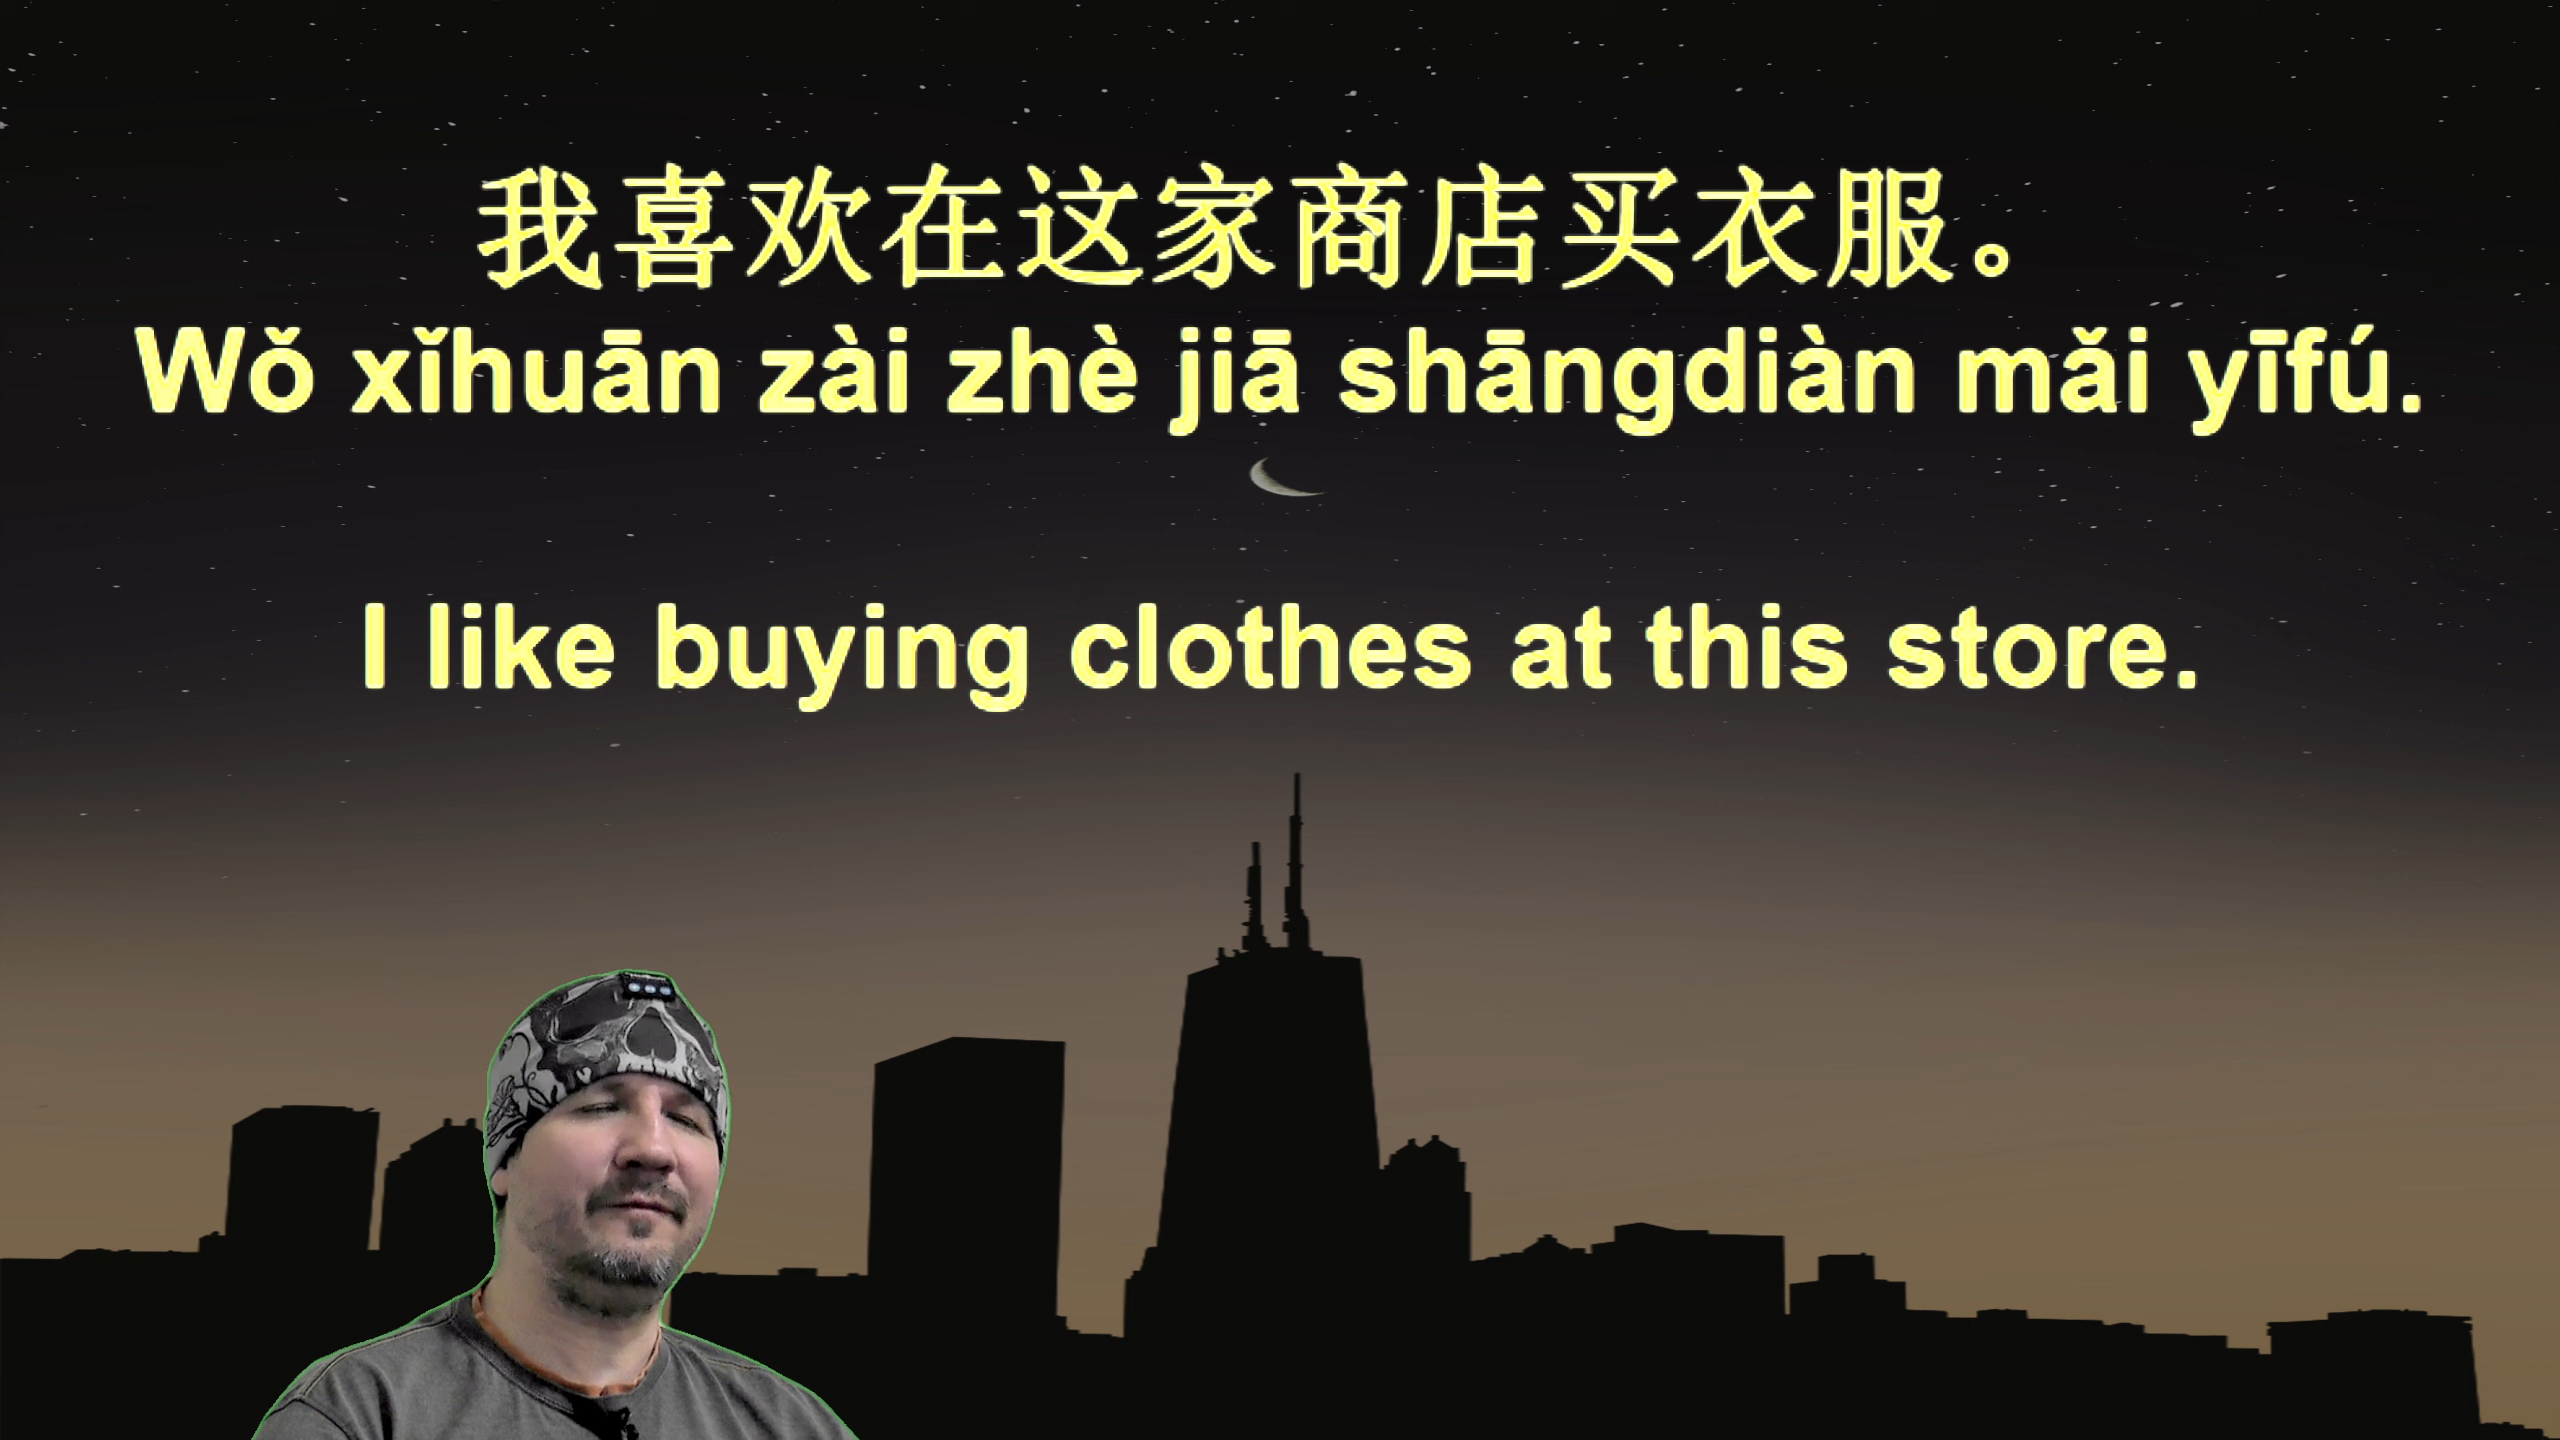 我喜欢在这家商店买衣服。
Wǒ xǐhuān zài zhè jiā shāngdiàn mǎi yīfú.
I like buying clothes at this store.